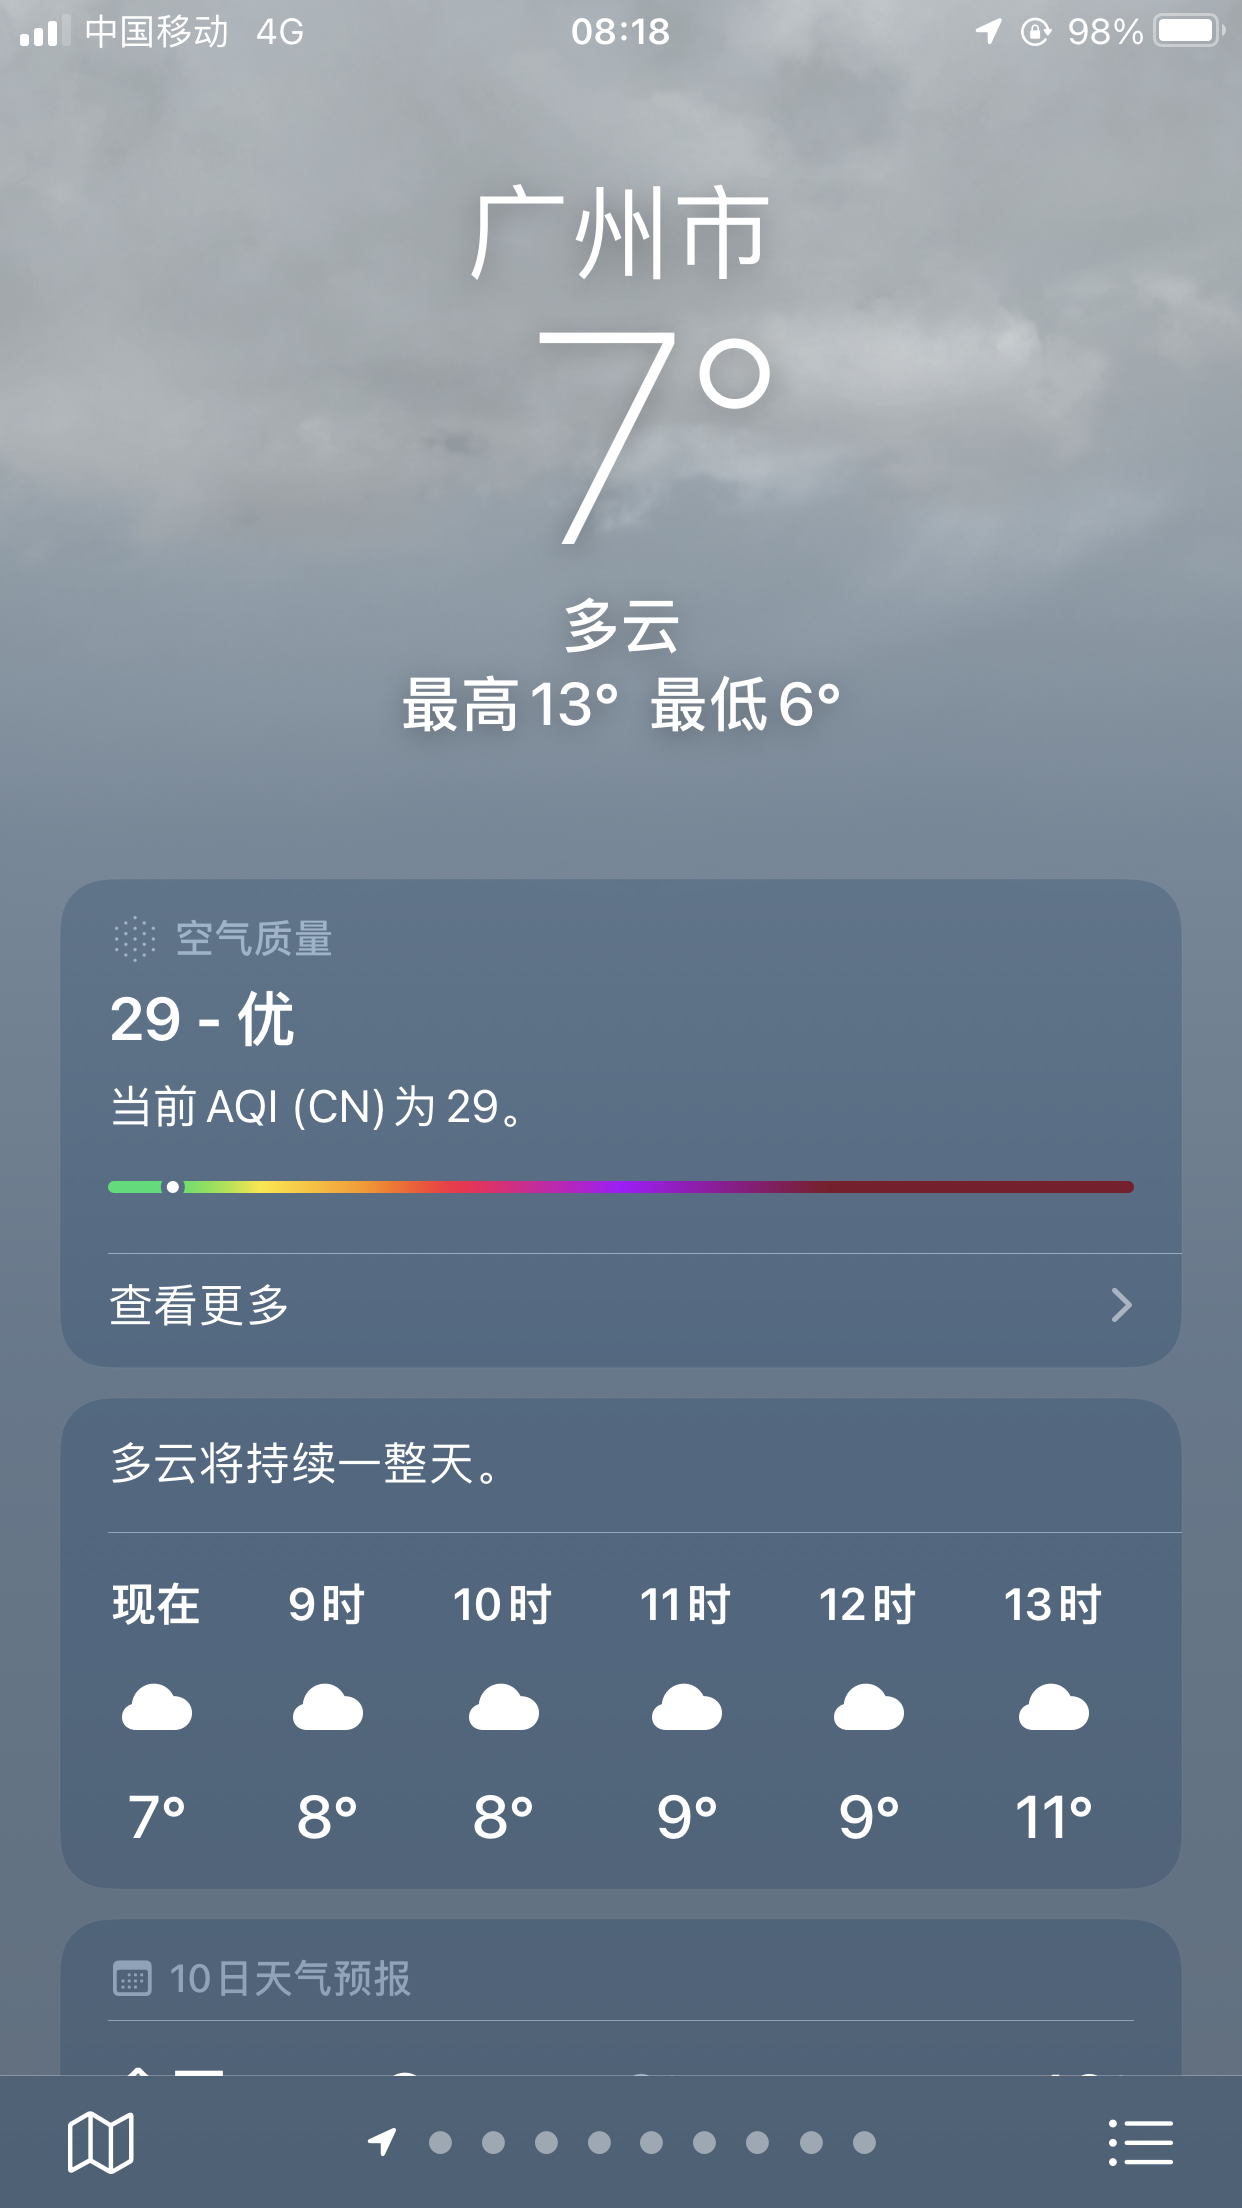 中国移动 4G 08:18 98%
广州市
7°
多云
最高13° 最低6°
空气质量
29 - 优
当前 AQI (CN) 为 29。
查看更多
多云将持续一整天。
现在 9时 10时 11时 12时 13时
7° 8° 8° 9° 9° 11°
10日天气预报